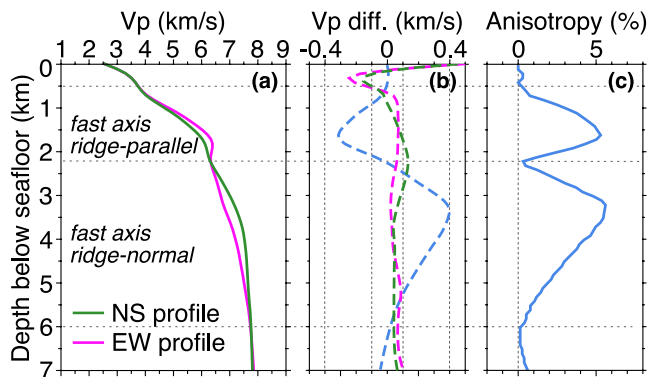 Vp (km/s)
Vp diff. (km/s)
Anisotropy (%)
1 2 3 4 5 6 7 8 9
-0.4 0 0.4
0 5
Depth below seafloor (km)
0
1
2
3
4
5
6
7
(a)
(b)
(c)
fast axis
ridge-parallel
fast axis
ridge-normal
NS profile
EW profile